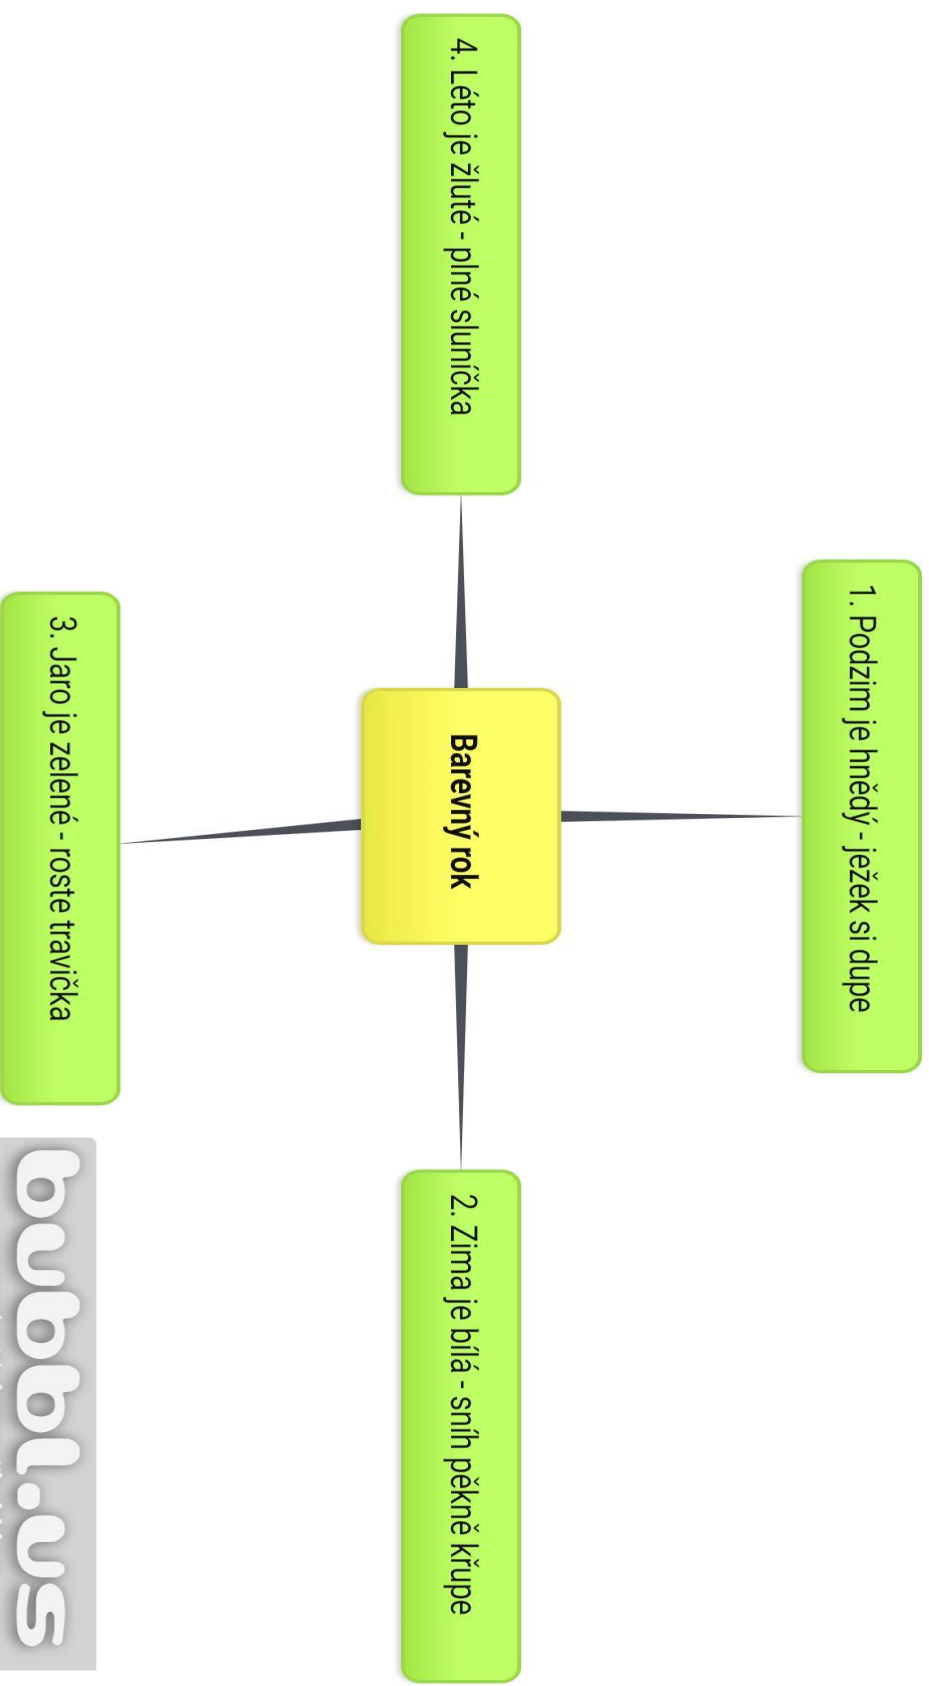 1. Podzim je hnědý - ježek si dupe
4. Léto je žluté - plné sluníčka
Barevný rok
2. Zima je bílá - sníh pěkně křupe
3. Jaro je zelené - roste travička
bubbl.us